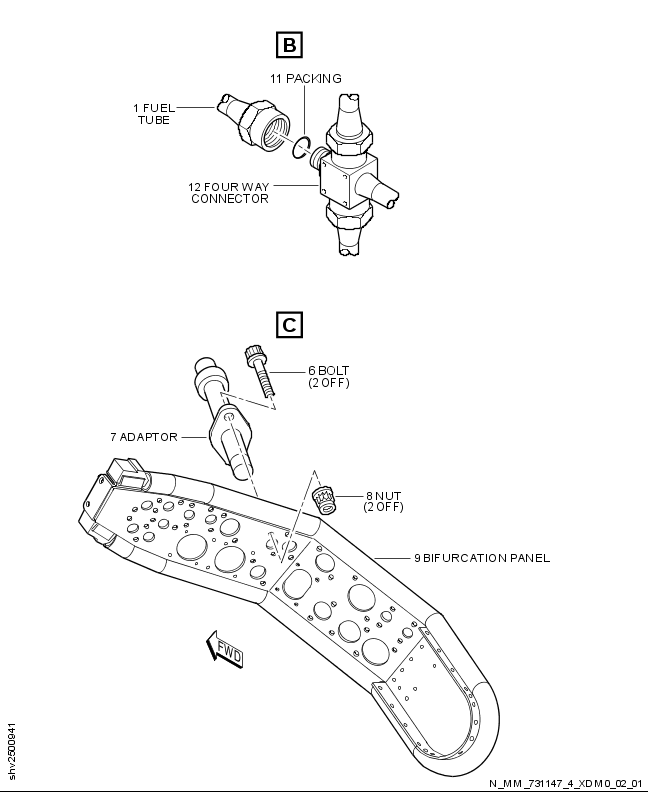 B
11 PACKING
1 FUEL
TUBE
12 FOUR WAY
CONNECTOR
C
6 BOLT
(2 OFF)
7 ADAPTOR
8 NUT
(2 OFF)
9 BIFURCATION PANEL
FWD
shv2500941
N_MM_731147_4_XDM0_02_01